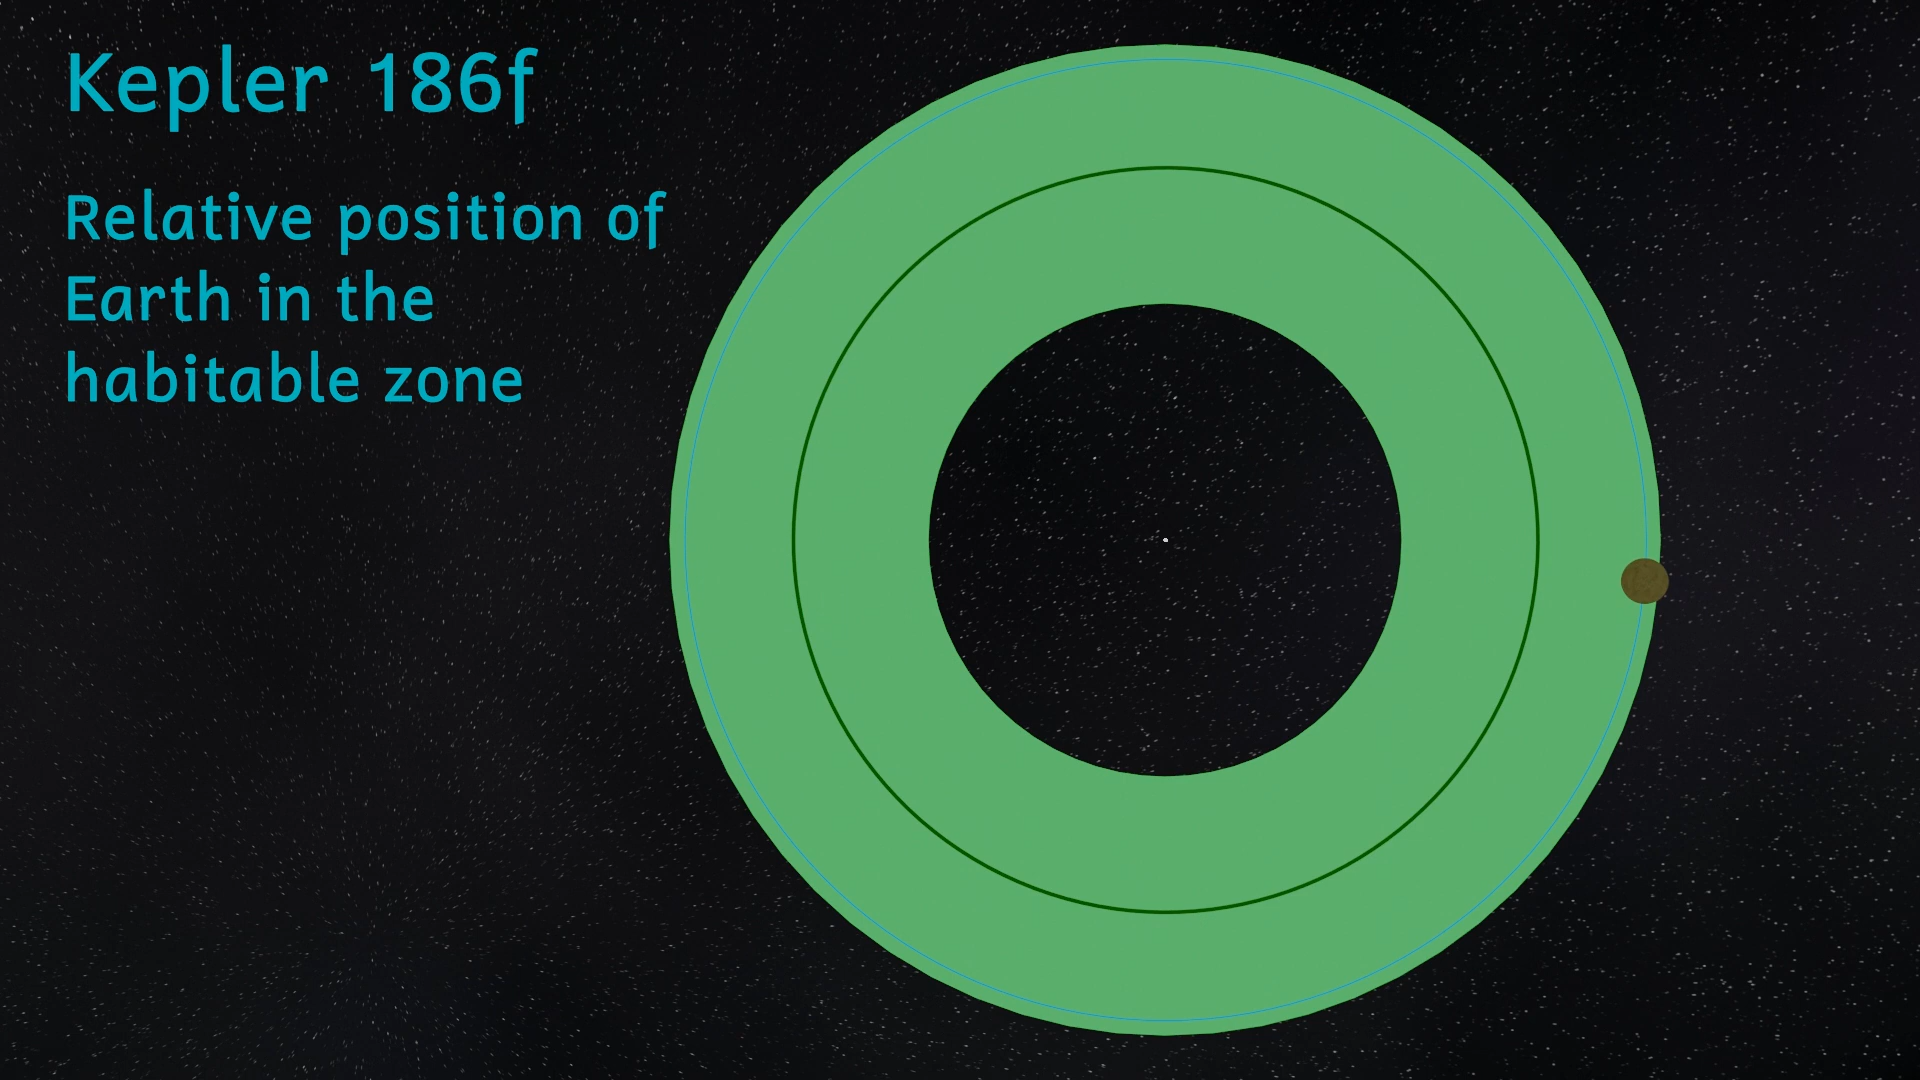 Kepler 186f
Relative position of
Earth in the
habitable zone